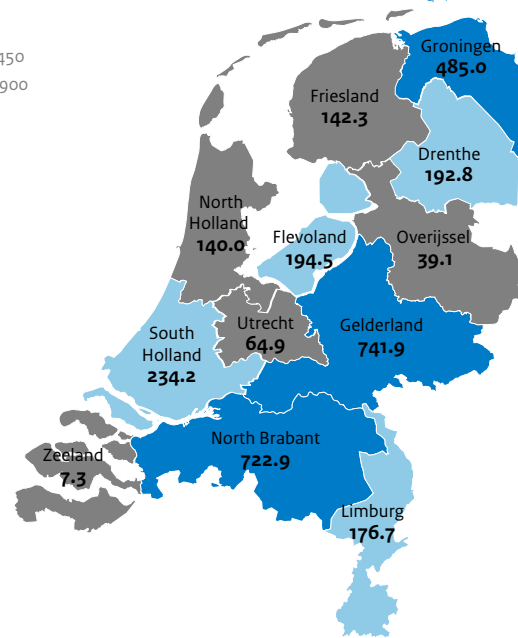 450
900
Groningen
485.0
Friesland
142.3
Drenthe
192.8
North
Holland
140.0
Flevoland
194.5
Overijssel
39.1
South
Holland
234.2
Utrecht
64.9
Gelderland
741.9
North Brabant
722.9
Zeeland
7.3
Limburg
176.7